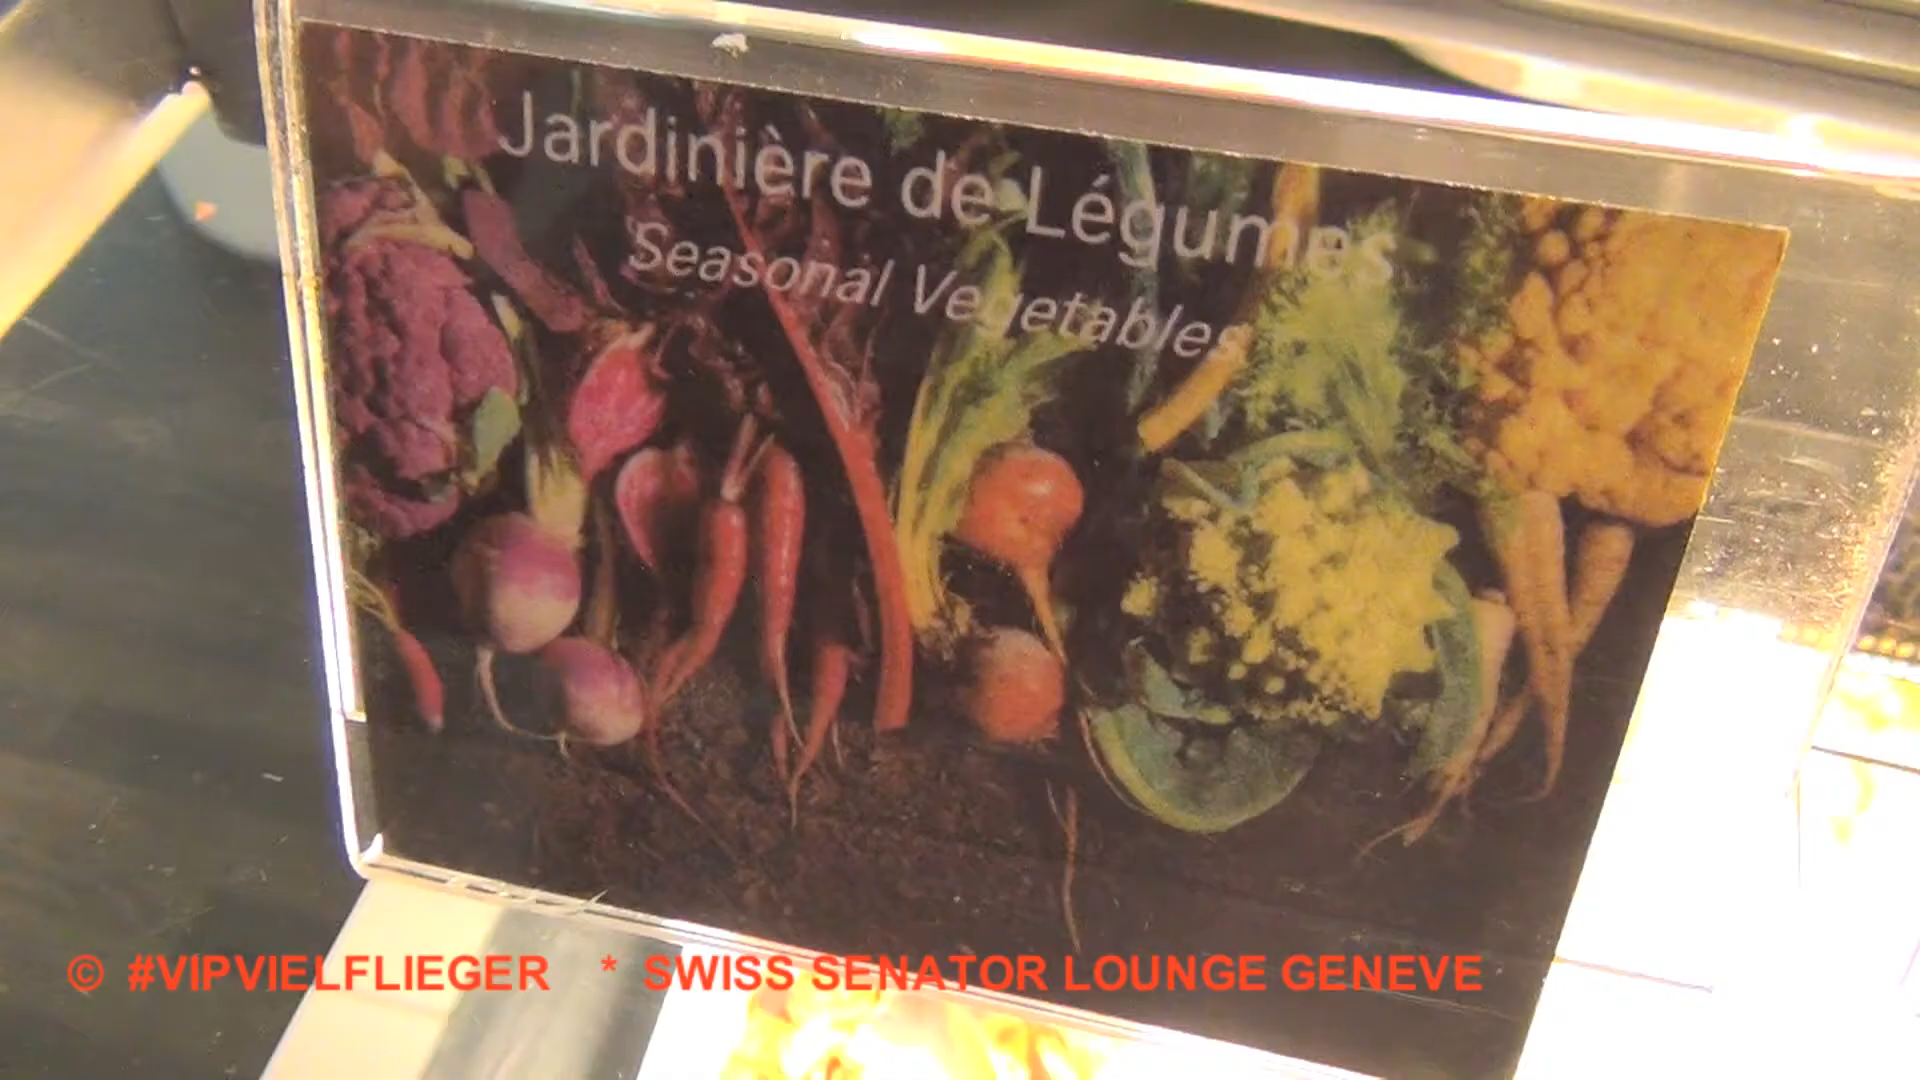 Jardinière de Légumes
Seasonal Vegetables
© #VIPVIELFLIEGER * SWISS SENATOR LOUNGE GENEVE